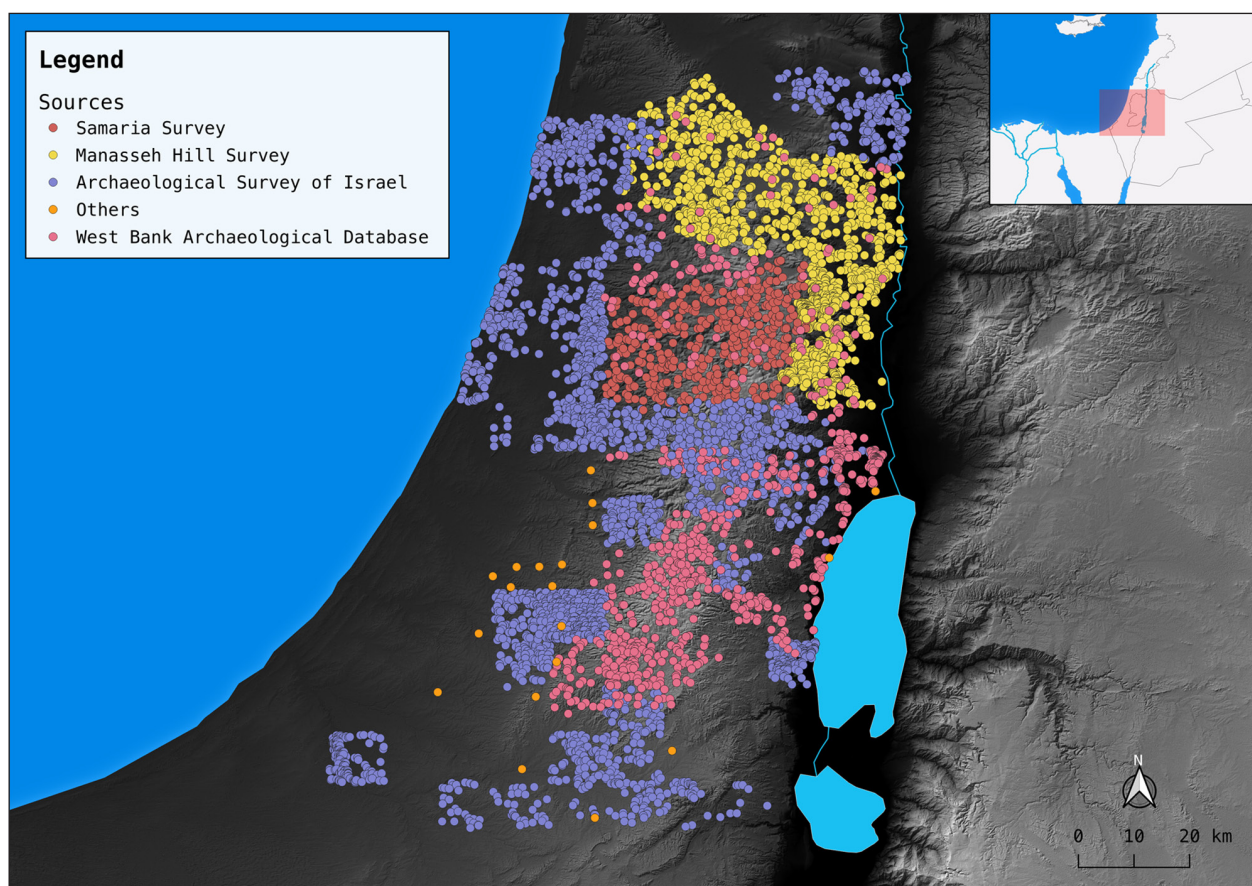 Legend
Sources
Samaria Survey
Manasseh Hill Survey
Archaeological Survey of Israel
Others
West Bank Archaeological Database
N
0 10 20 km